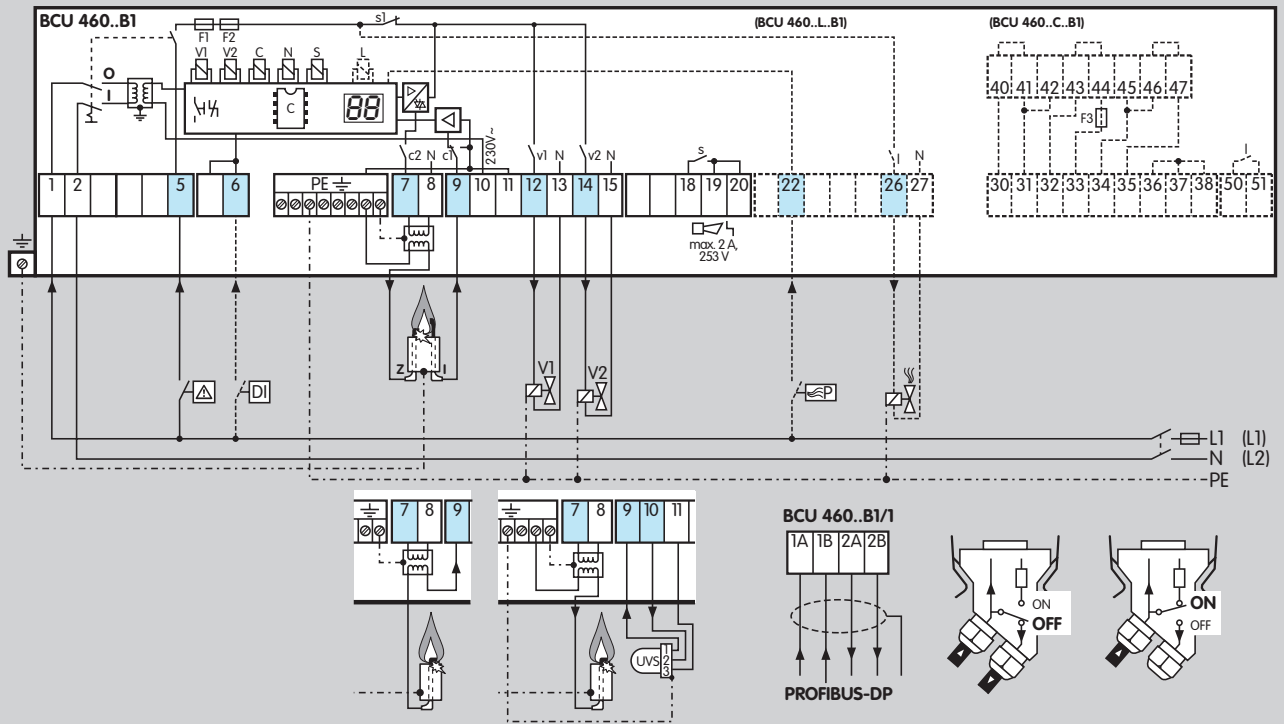 BCU 460..B1
F1 F2
s1
(BCU 460..L..B1)
(BCU 460..C..B1)
V1 V2 C N S L
O
I
C
88
40 41 42 43 44 45 46 47
F3
230V~
c2 N c1 v1 N v2 N
s
I N
I
1 2 5 6
PE
7 8 9 10 11 12 13 14 15 18 19 20 22 26 27
30 31 32 33 34 35 36 37 38 50 51
max. 2 A,
253 V
Z I
V1
V2
DI
P
L1 (L1)
N (L2)
PE
7 8 9
7 8 9 10 11
UVS
1
2
3
BCU 460..B1/1
1A 1B 2A 2B
PROFIBUS-DP
ON
OFF
ON
OFF